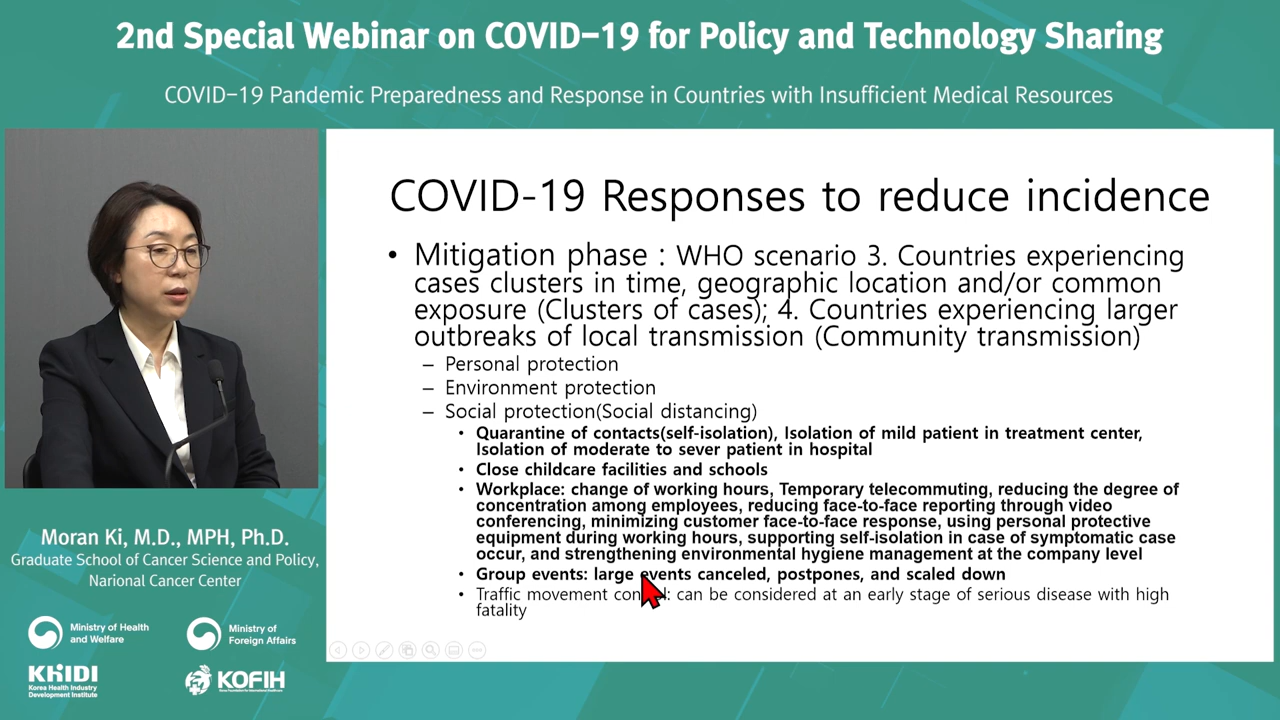 2nd Special Webinar on COVID-19 for Policy and Technology Sharing
COVID-19 Pandemic Preparedness and Response in Countries with Insufficient Medical Resources
COVID-19 Responses to reduce incidence
• Mitigation phase : WHO scenario 3. Countries experiencing
cases clusters in time, geographic location and/or common
exposure (Clusters of cases); 4. Countries experiencing larger
outbreaks of local transmission (Community transmission)
– Personal protection
– Environment protection
– Social protection(Social distancing)
• Quarantine of contacts(self-isolation), Isolation of mild patient in treatment center,
Isolation of moderate to sever patient in hospital
• Close childcare facilities and schools
• Workplace: change of working hours, Temporary telecommuting, reducing the degree of
concentration among employees, reducing face-to-face reporting through video
conferencing, minimizing customer face-to-face response, using personal protective
equipment during working hours, supporting self-isolation in case of symptomatic case
occur, and strengthening environmental hygiene management at the company level
• Group events: large events canceled, postpones, and scaled down
• Traffic movement control: can be considered at an early stage of serious disease with high
fatality
Moran Ki, M.D., MPH, Ph.D.
Graduate School of Cancer Science and Policy,
Narional Cancer Center
Ministry of Health
and Welfare
Ministry of
Foreign Affairs
KHIDI
Korea Health Industry
Development Institute
KOFIH
Korea Foundation for International Healthcare